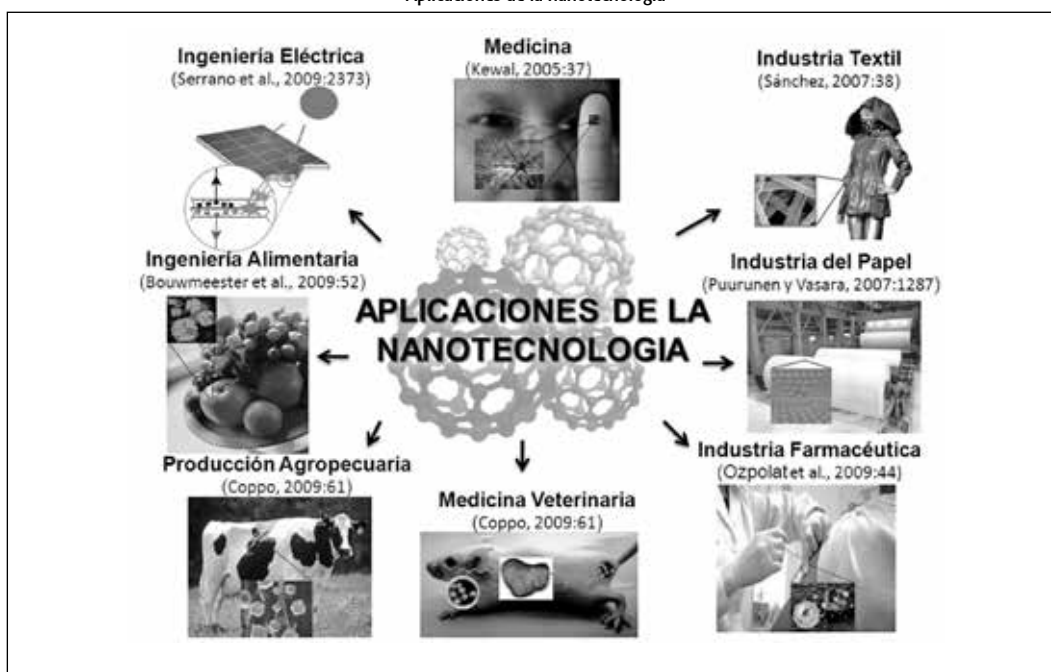 Aplicaciones de la nanotecnología
Ingeniería Eléctrica
(Serrano et al., 2009:2373)
Medicina
(Kewal, 2005:37)
Industria Textil
(Sánchez, 2007:38)
Ingeniería Alimentaria
(Bouwmeester et al., 2009:52)
APLICACIONES DE LA
NANOTECNOLOGIA
Industria del Papel
(Puurunen y Vasara, 2007:1287)
Producción Agropecuaria
(Coppo, 2009:61)
Medicina Veterinaria
(Coppo, 2009:61)
Industria Farmacéutica
(Ozpolat et al., 2009:44)